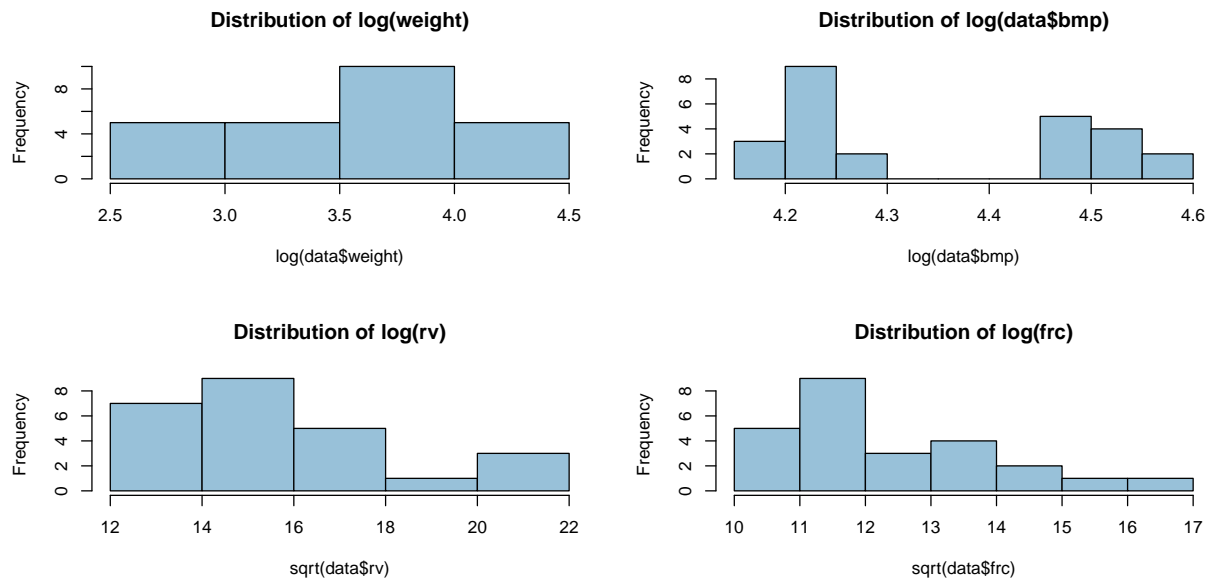 Distribution of log(weight)
Frequency
0 4 8
2.5 3.0 3.5 4.0 4.5
log(data$weight)
Distribution of log(data$bmp)
Frequency
0 2 4 6 8
4.2 4.3 4.4 4.5 4.6
log(data$bmp)
Distribution of log(rv)
Frequency
0 2 4 6 8
12 14 16 18 20 22
sqrt(data$rv)
Distribution of log(frc)
Frequency
0 2 4 6 8
10 11 12 13 14 15 16 17
sqrt(data$frc)